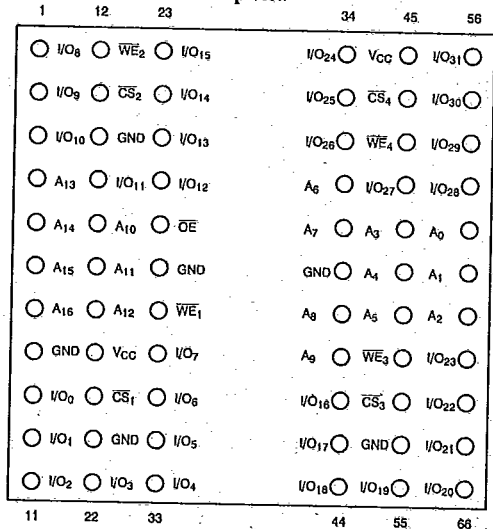 1 12 23 34 45 56
I/O8 WE2 I/O15 I/O24 VCC I/O31
I/O9 CS2 I/O14 I/O25 CS4 I/O30
I/O10 GND I/O13 I/O26 WE4 I/O29
A13 I/O11 I/O12 A6 I/O27 I/O28
A14 A10 OE A7 A3 A0
A15 A11 GND GND A4 A1
A16 A12 WE1 A8 A5 A2
GND VCC I/O7 A9 WE3 I/O23
I/O0 CS1 I/O6 I/O16 CS3 I/O22
I/O1 GND I/O5 I/O17 GND I/O21
I/O2 I/O3 I/O4 I/O18 I/O19 I/O20
11 22 33 44 55 66